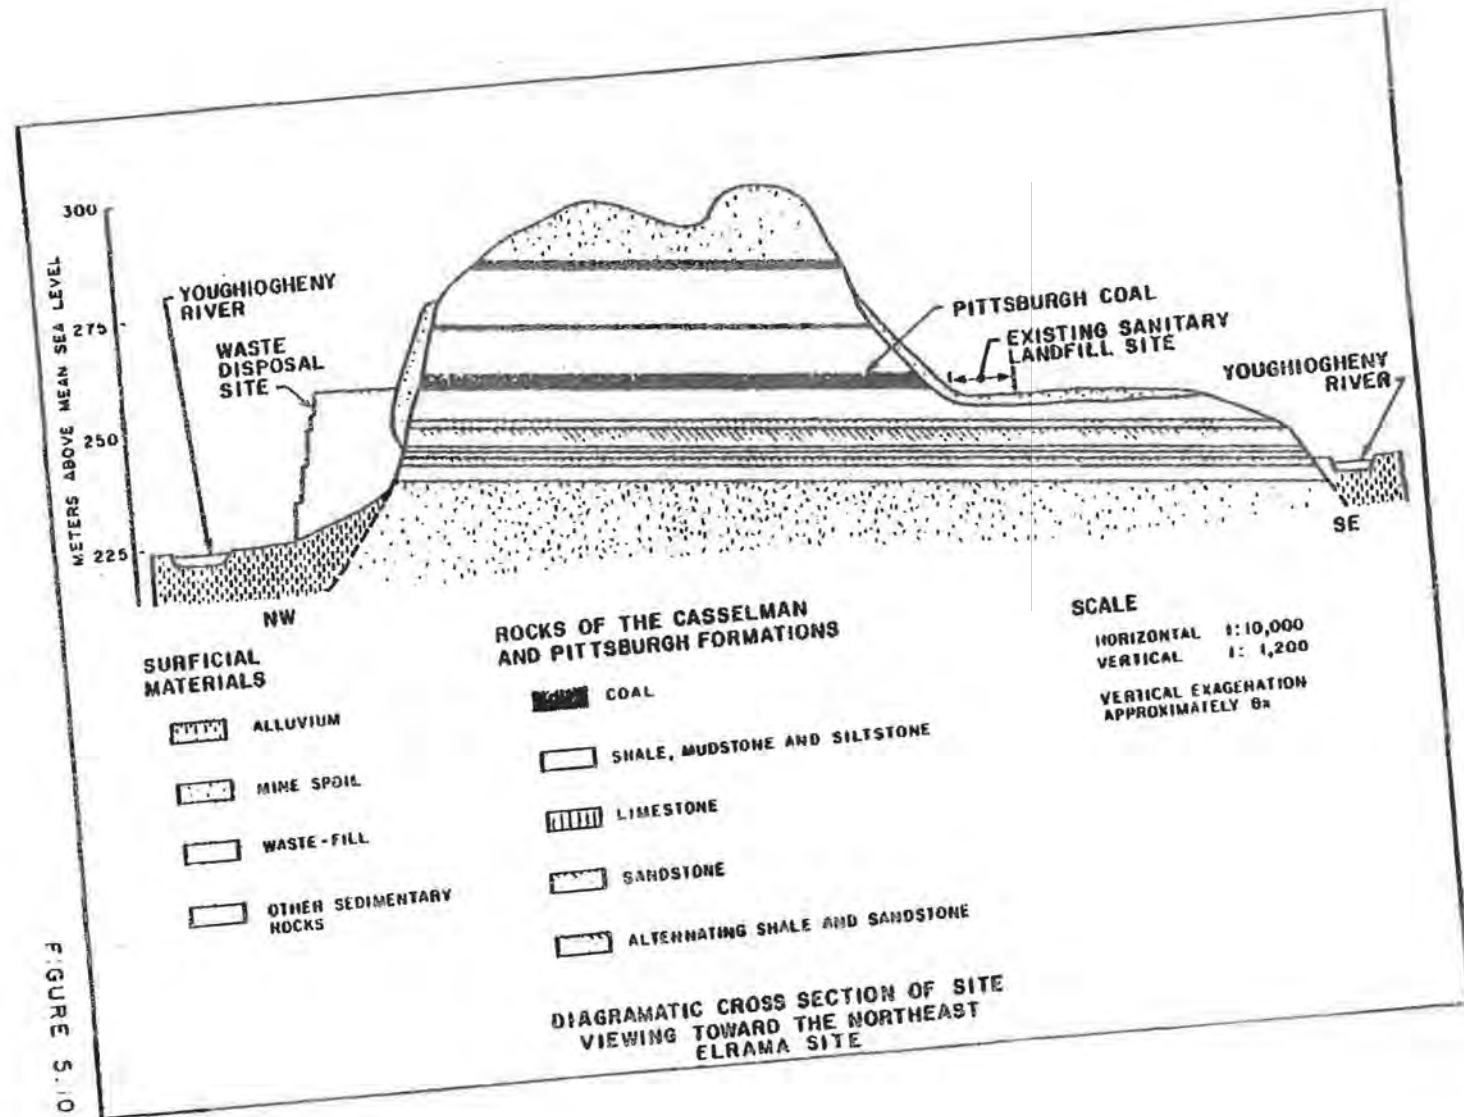 300
275
250
225
METERS ABOVE MEAN SEA LEVEL
YOUGHIOGHENY
RIVER
WASTE
DISPOSAL
SITE
PITTSBURGH COAL
EXISTING SANITARY
LANDFILL SITE
YOUGHIOGHENY
RIVER
NW
SE
SURFICIAL
MATERIALS
ALLUVIUM
MINE SPOIL
WASTE-FILL
OTHER SEDIMENTARY
ROCKS
ROCKS OF THE CASSELMAN
AND PITTSBURGH FORMATIONS
COAL
SHALE, MUDSTONE AND SILTSTONE
LIMESTONE
SANDSTONE
ALTERNATING SHALE AND SANDSTONE
SCALE
HORIZONTAL 1:10,000
VERTICAL 1: 1,200
VERTICAL EXAGERATION
APPROXIMATELY 8x
DIAGRAMATIC CROSS SECTION OF SITE
VIEWING TOWARD THE NORTHEAST
ELRAMA SITE
FIGURE 5.10